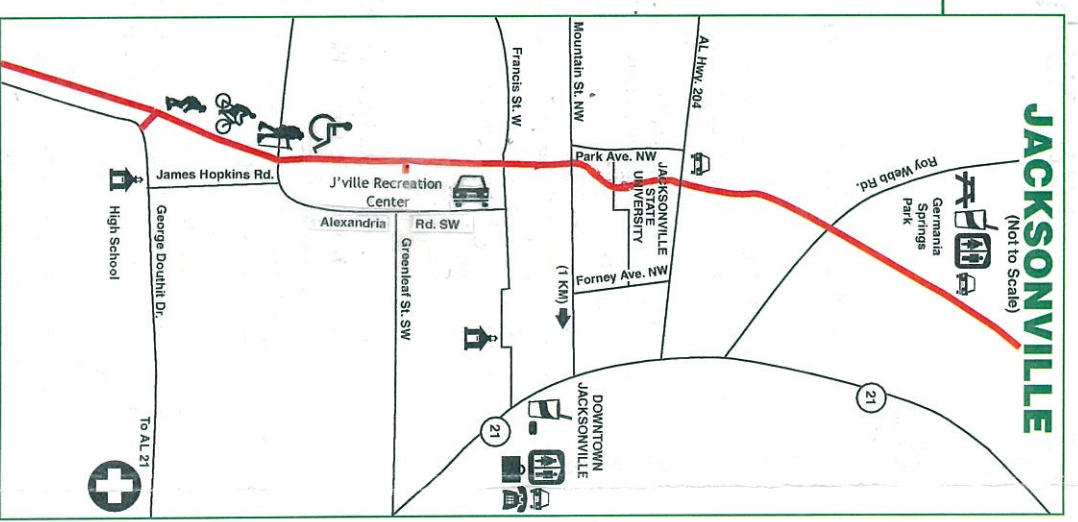 JACKSONVILLE
(Not to Scale)
Roy Webb Rd.
Germania
Springs
Park
AL Hwy. 204
JACKSONVILLE
STATE
UNIVERSITY
Park Ave. NW
Forney Ave. NW
Mountain St. NW
(1 KM)
Francis St. W
21
DOWNTOWN
JACKSONVILLE
21
J'ville Recreation
Center
Alexandria Rd. SW
Greenleaf St. SW
James Hopkins Rd.
George Douthit Dr.
High School
To AL 21